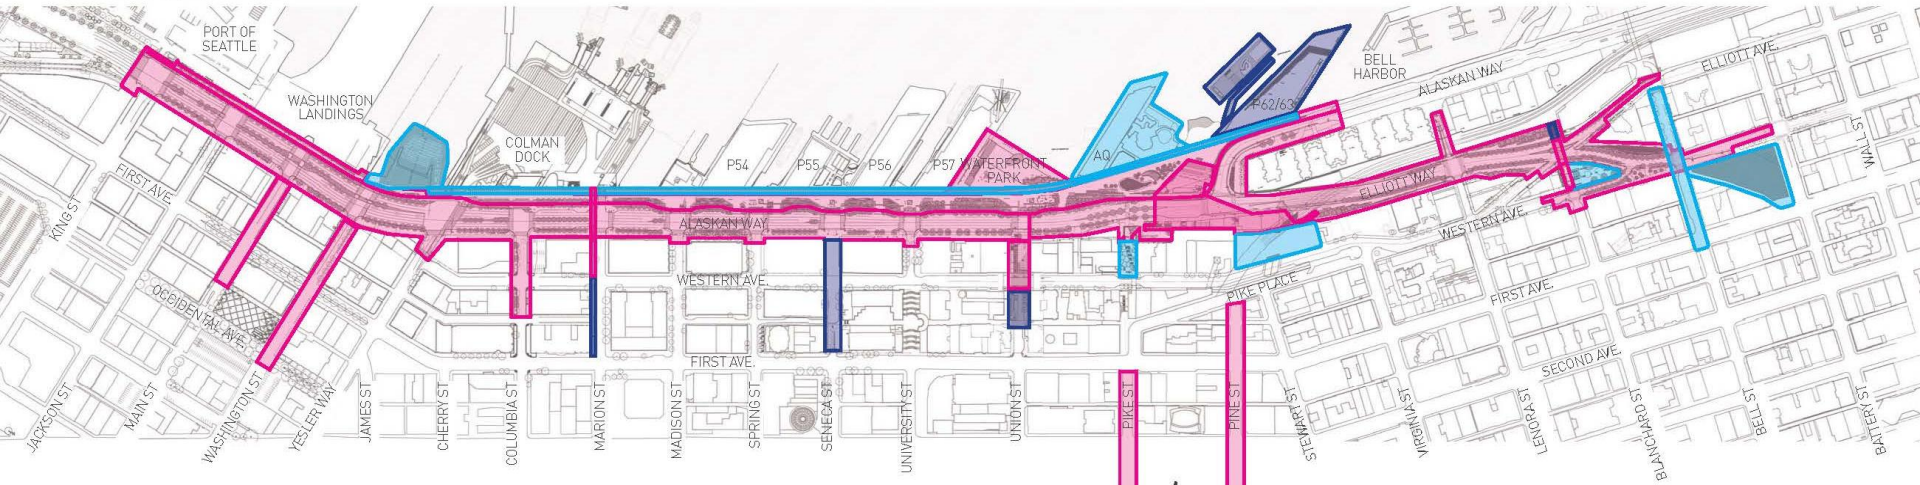 PORT OF
SEATTLE
WASHINGTON
LANDINGS
COLMAN
DOCK
P54
P55
P56
P57
WATERFRONT
PARK
AQ
P62/63
BELL
HARBOR
ALASKAN WAY
ELLIOTT AVE.
WALL ST
KING ST
FIRST AVE.
OCCIDENTAL AVE.
ALASKAN WAY
WESTERN AVE.
FIRST AVE.
ELLIOTT WAY
WESTERN AVE.
PIKE PLACE
FIRST AVE.
SECOND AVE.
JACKSON ST
MAIN ST
WASHINGTON ST
YESLER WAY
JAMES ST
CHERRY ST
COLUMBIA ST
MARION ST
MADISON ST
SPRING ST
SENECA ST
UNIVERSITY ST
UNION ST
PIKE ST
PINE ST
STEWART ST
VIRGINIA ST
LENORA ST
BLANCHARD ST
BELL ST
BATTERY ST